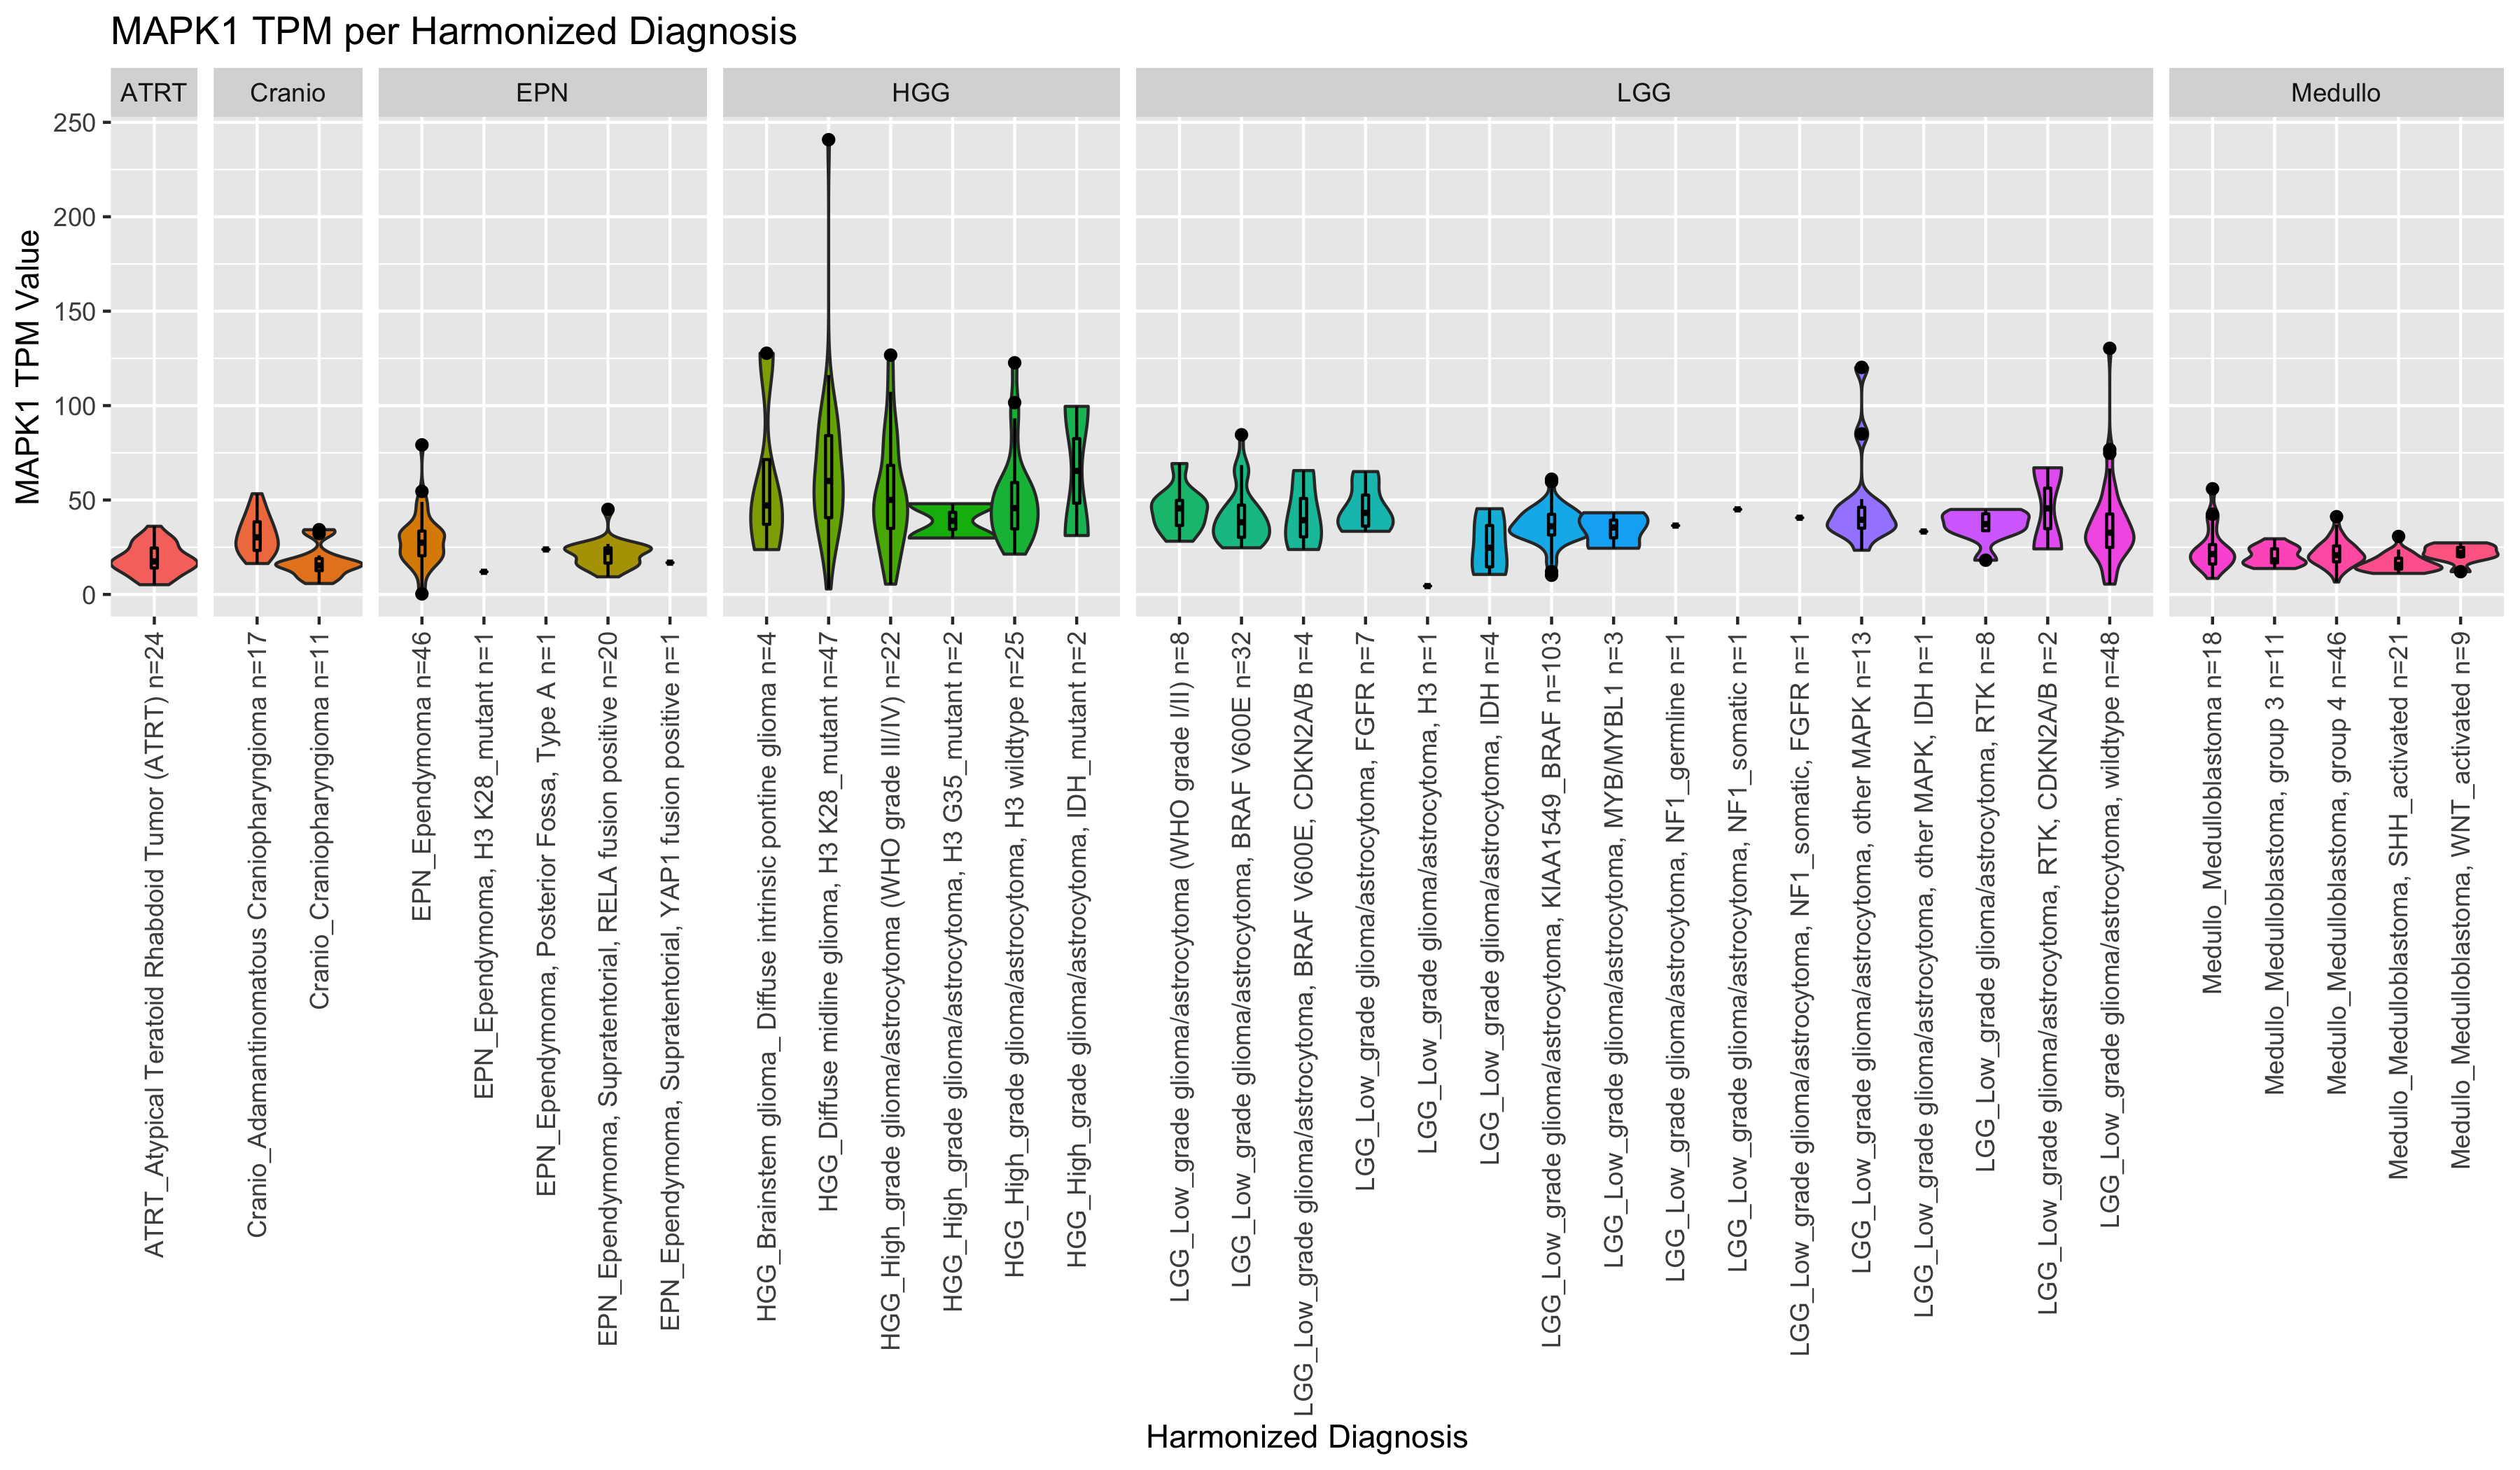 MAPK1 TPM per Harmonized Diagnosis
ATRT
Cranio
EPN
HGG
LGG
Medullo
MAPK1 TPM Value
250
200
150
100
50
0
ATRT_Atypical Teratoid Rhabdoid Tumor (ATRT) n=24
Cranio_Adamantinomatous Craniopharyngioma n=17
Cranio_Craniopharyngioma n=11
EPN_Ependymoma n=46
EPN_Ependymoma, H3 K28_mutant n=1
EPN_Ependymoma, Posterior Fossa, Type A n=1
EPN_Ependymoma, Supratentorial, RELA fusion positive n=20
EPN_Ependymoma, Supratentorial, YAP1 fusion positive n=1
HGG_Brainstem glioma_ Diffuse intrinsic pontine glioma n=4
HGG_Diffuse midline glioma, H3 K28_mutant n=47
HGG_High_grade glioma/astrocytoma (WHO grade III/IV) n=22
HGG_High_grade glioma/astrocytoma, H3 G35_mutant n=2
HGG_High_grade glioma/astrocytoma, H3 wildtype n=25
HGG_High_grade glioma/astrocytoma, IDH_mutant n=2
LGG_Low_grade glioma/astrocytoma (WHO grade I/II) n=8
LGG_Low_grade glioma/astrocytoma, BRAF V600E n=32
LGG_Low_grade glioma/astrocytoma, BRAF V600E, CDKN2A/B n=4
LGG_Low_grade glioma/astrocytoma, FGFR n=7
LGG_Low_grade glioma/astrocytoma, H3 n=1
LGG_Low_grade glioma/astrocytoma, IDH n=4
LGG_Low_grade glioma/astrocytoma, KIAA1549_BRAF n=103
LGG_Low_grade glioma/astrocytoma, MYB/MYBL1 n=3
LGG_Low_grade glioma/astrocytoma, NF1_germline n=1
LGG_Low_grade glioma/astrocytoma, NF1_somatic n=1
LGG_Low_grade glioma/astrocytoma, NF1_somatic, FGFR n=1
LGG_Low_grade glioma/astrocytoma, other MAPK n=13
LGG_Low_grade glioma/astrocytoma, other MAPK, IDH n=1
LGG_Low_grade glioma/astrocytoma, RTK n=8
LGG_Low_grade glioma/astrocytoma, RTK, CDKN2A/B n=2
LGG_Low_grade glioma/astrocytoma, wildtype n=48
Medullo_Medulloblastoma n=18
Medullo_Medulloblastoma, group 3 n=11
Medullo_Medulloblastoma, group 4 n=46
Medullo_Medulloblastoma, SHH_activated n=21
Medullo_Medulloblastoma, WNT_activated n=9
Harmonized Diagnosis